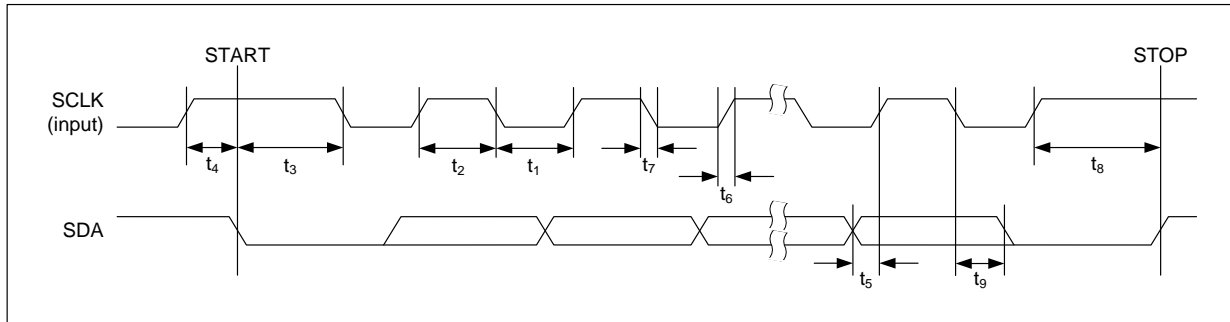 START
STOP
SCLK
(input)
t4
t3
t2
t1
t7
t6
t8
SDA
t5
t9